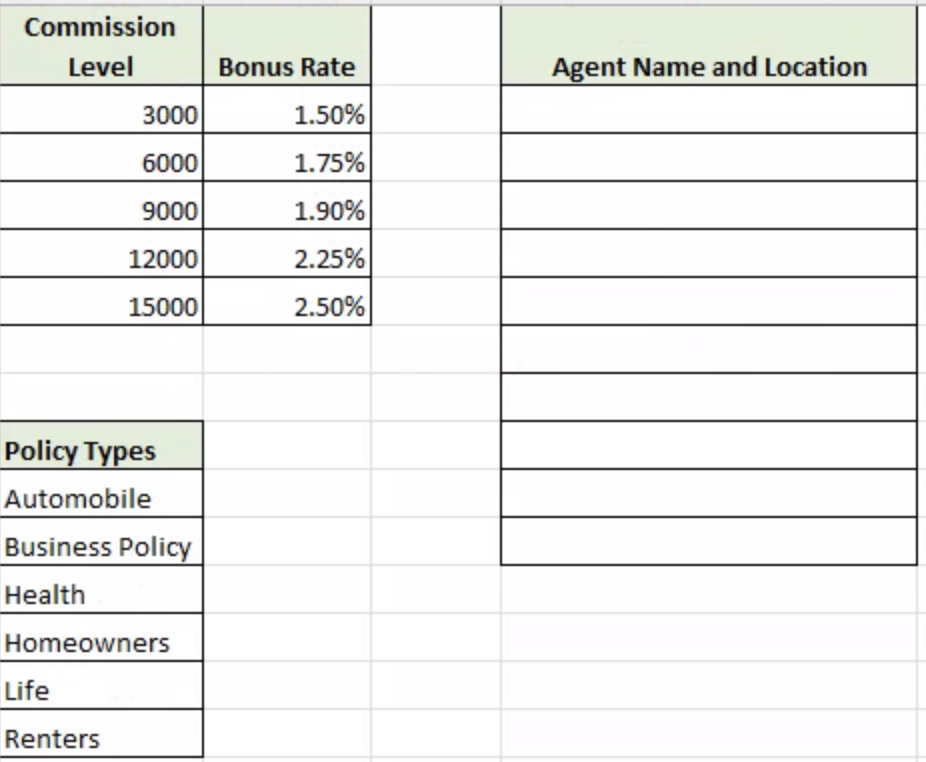 Commission
Level
Bonus Rate
Agent Name and Location
3000 1.50%
6000 1.75%
9000 1.90%
12000 2.25%
15000 2.50%
Policy Types
Automobile
Business Policy
Health
Homeowners
Life
Renters